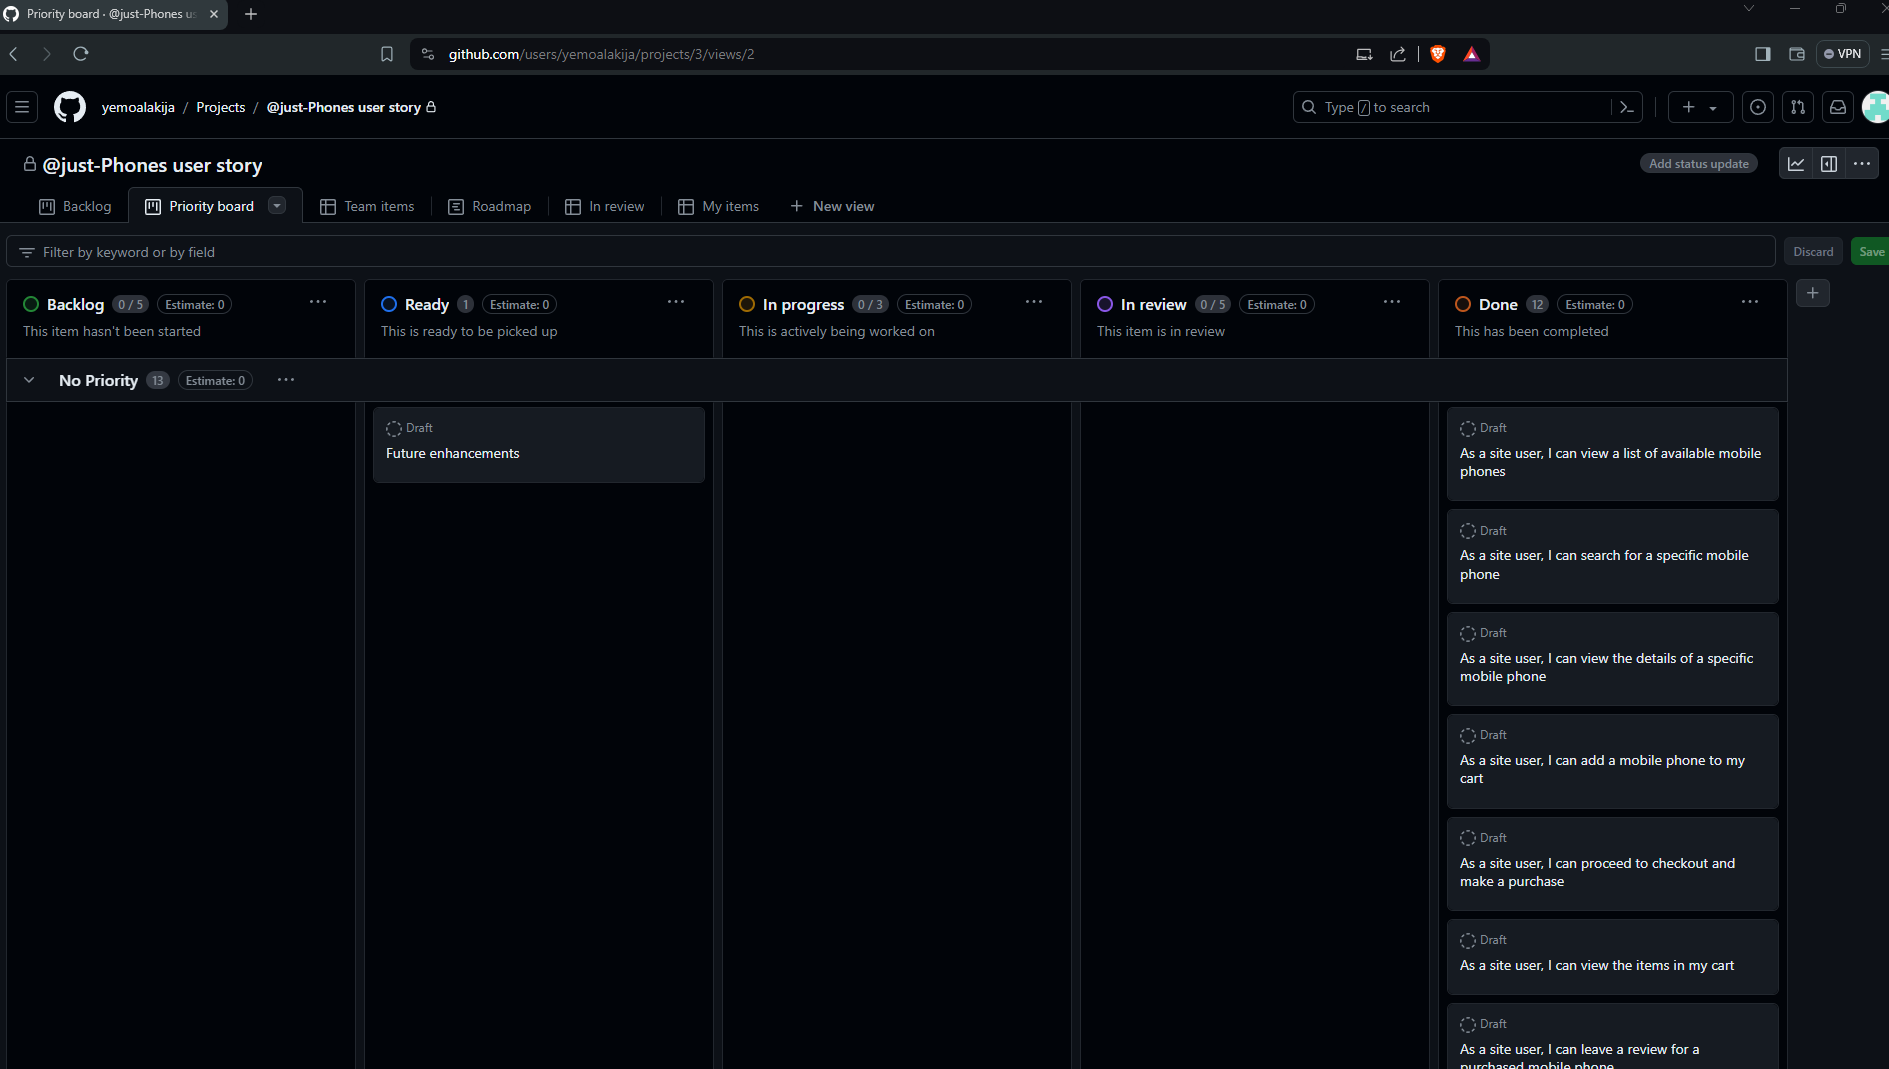 Priority board · @just-Phones us
github.com/users/yemoalakija/projects/3/views/2
VPN
yemoalakija / Projects / @just-Phones user story
Type / to search
@just-Phones user story
Add status update
Backlog
Priority board
Team items
Roadmap
In review
My items
New view
Filter by keyword or by field
Discard
Save
Backlog 0 / 5 Estimate: 0
This item hasn't been started
Ready 1 Estimate: 0
This is ready to be picked up
In progress 0 / 3 Estimate: 0
This is actively being worked on
In review 0 / 5 Estimate: 0
This item is in review
Done 12 Estimate: 0
This has been completed
No Priority 13 Estimate: 0
Draft
Future enhancements
Draft
As a site user, I can view a list of available mobile
phones
Draft
As a site user, I can search for a specific mobile
phone
Draft
As a site user, I can view the details of a specific
mobile phone
Draft
As a site user, I can add a mobile phone to my
cart
Draft
As a site user, I can proceed to checkout and
make a purchase
Draft
As a site user, I can view the items in my cart
Draft
As a site user, I can leave a review for a
purchased mobile phone